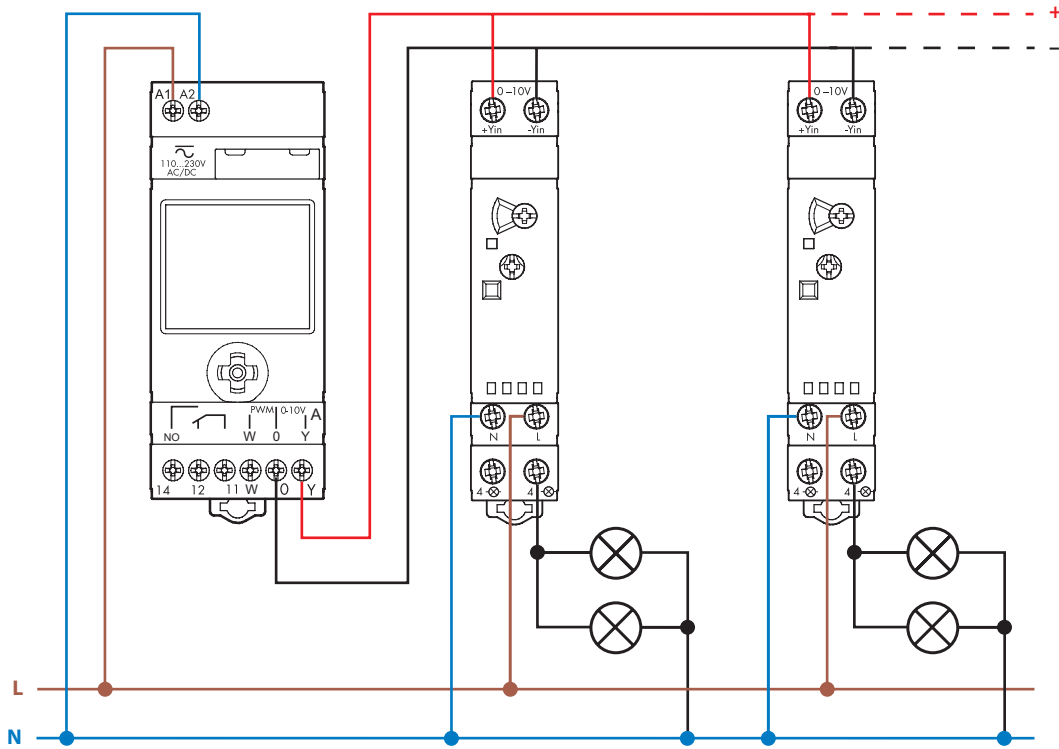 +
–
A1 A2
110...230V
AC/DC
PWM 0-10V A
NO W 0 Y
14 12 11 W O Y
0–10V
+Yin -Yin
N L
4 4
0–10V
+Yin -Yin
N L
4 4
L
N